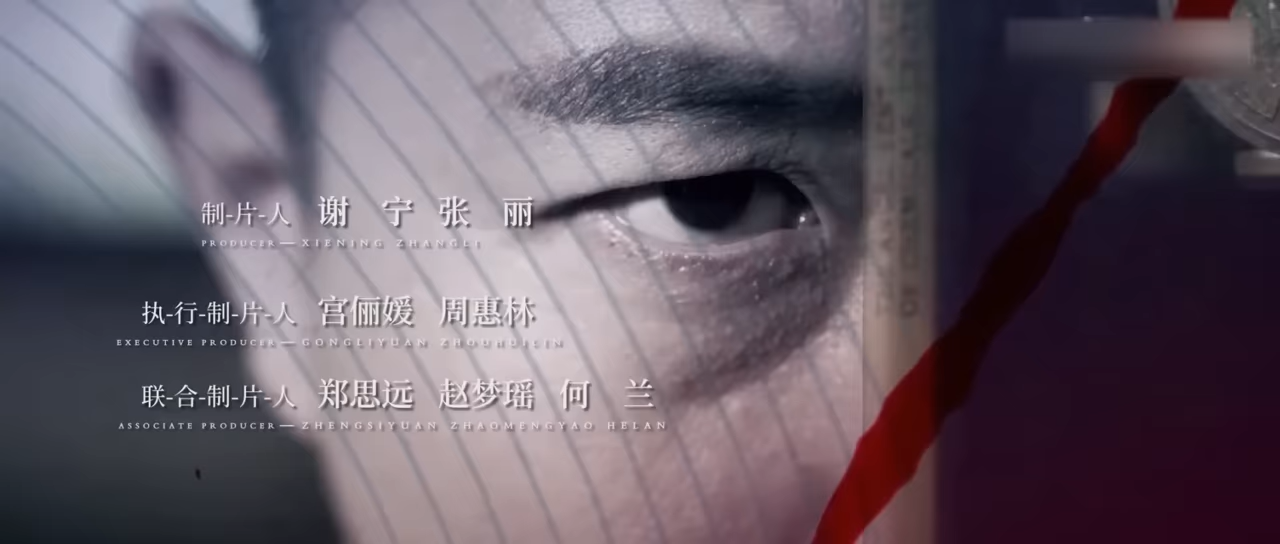 制-片-人 谢 宁 张 丽
PRODUCER—XIENING ZHANGLI
执-行-制-片-人 宫俪媛 周惠林
EXECUTIVE PRODUCER—GONGLIYUAN ZHOUHUILIN
联-合-制-片-人 郑思远 赵梦瑶 何 兰
ASSOCIATE PRODUCER—ZHENGSIYUAN ZHAOMENGYAO HELAN